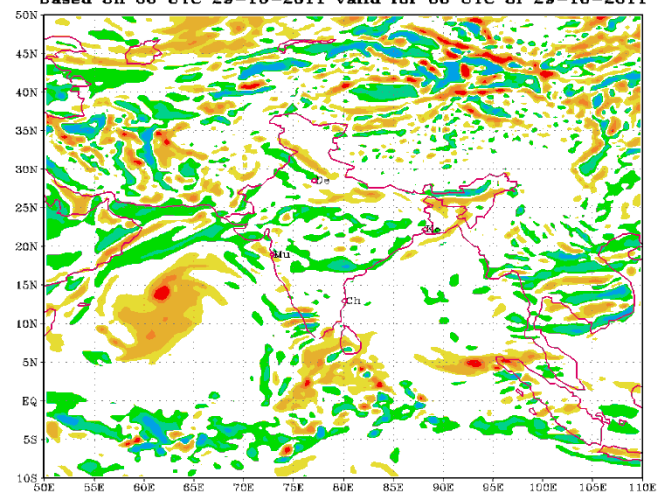 Based on 00 UTC 29-10-2011 valid for 00 UTC of 29-10-2011
50N
45N
40N
35N
30N
De
25N
Ko
20N
Mu
15N
Ch
10N
5N
EQ
5S
10S
50E 55E 60E 65E 70E 75E 80E 85E 90E 95E 100E 105E 110E